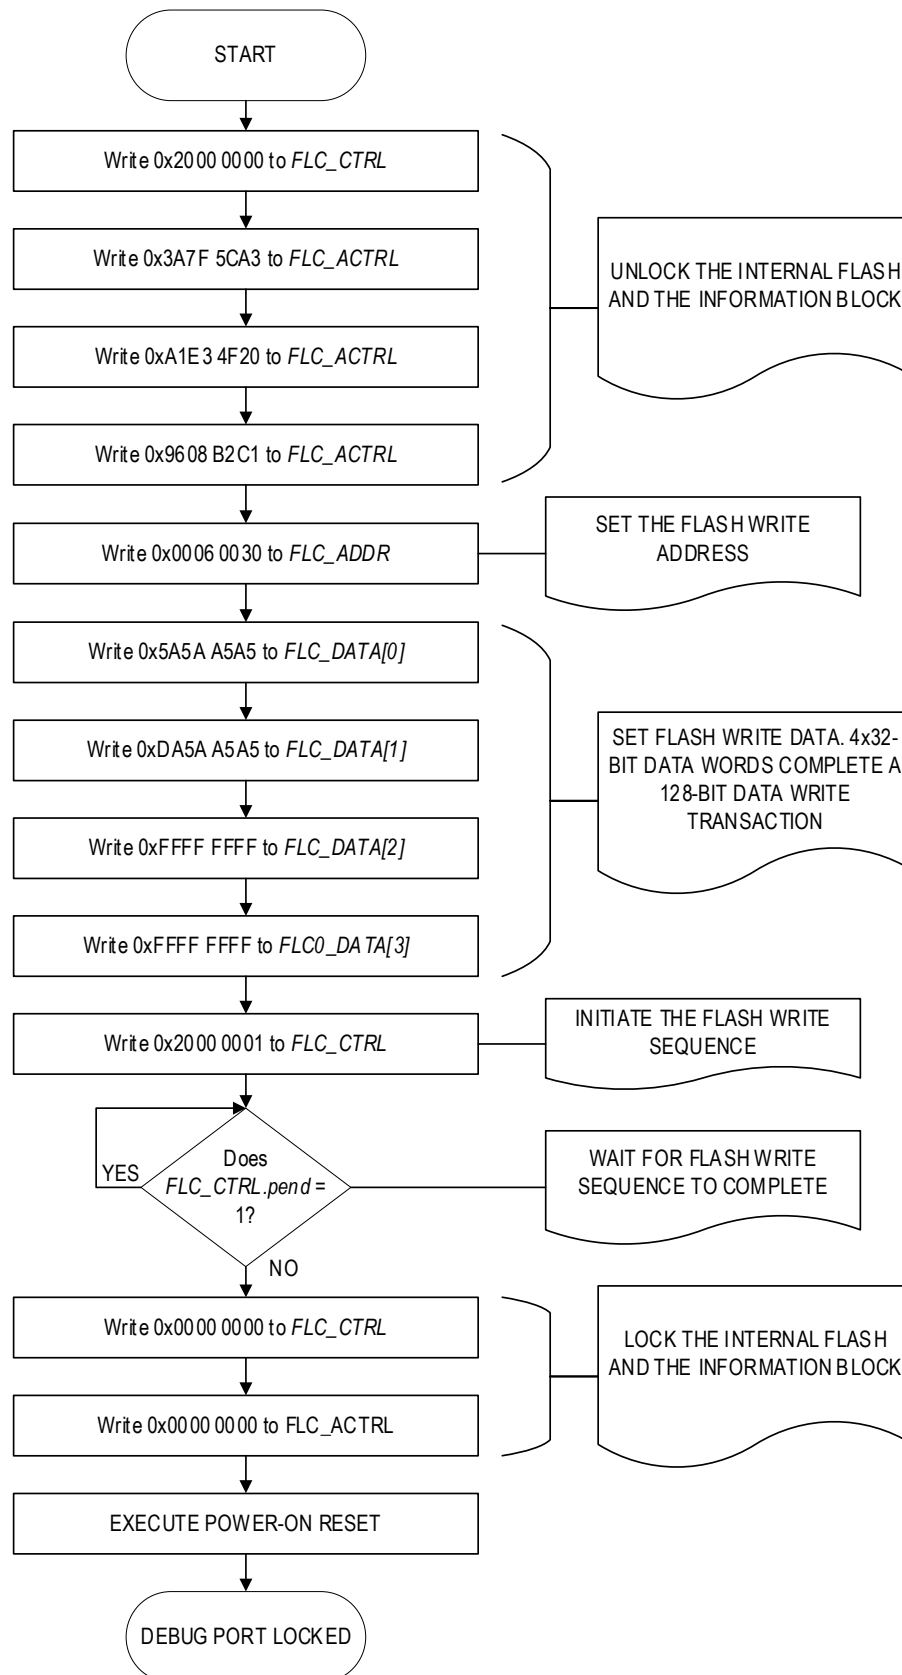 START
Write 0x2000 0000 to FLC_CTRL
Write 0x3A7F 5CA3 to FLC_ACTRL
UNLOCK THE INTERNAL FLASH
AND THE INFORMATION BLOCK
Write 0xA1E3 4F20 to FLC_ACTRL
Write 0x9608 B2C1 to FLC_ACTRL
Write 0x0006 0030 to FLC_ADDR
SET THE FLASH WRITE
ADDRESS
Write 0x5A5A A5A5 to FLC_DATA[0]
Write 0xDA5A A5A5 to FLC_DATA[1]
SET FLASH WRITE DATA. 4x32-
BIT DATA WORDS COMPLETE A
128-BIT DATA WRITE
TRANSACTION
Write 0xFFFF FFFF to FLC_DATA[2]
Write 0xFFFF FFFF to FLC0_DATA[3]
Write 0x2000 0001 to FLC_CTRL
INITIATE THE FLASH WRITE
SEQUENCE
YES
Does
FLC_CTRL.pend =
1?
WAIT FOR FLASH WRITE
SEQUENCE TO COMPLETE
NO
Write 0x0000 0000 to FLC_CTRL
LOCK THE INTERNAL FLASH
AND THE INFORMATION BLOCK
Write 0x0000 0000 to FLC_ACTRL
EXECUTE POWER-ON RESET
DEBUG PORT LOCKED